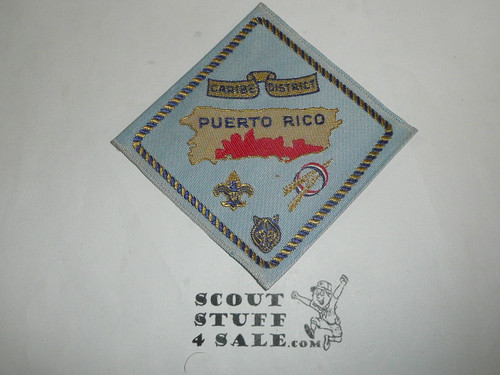 CARIBE DISTRICT
PUERTO RICO
SCOUT
STUFF
4 SALE.COM